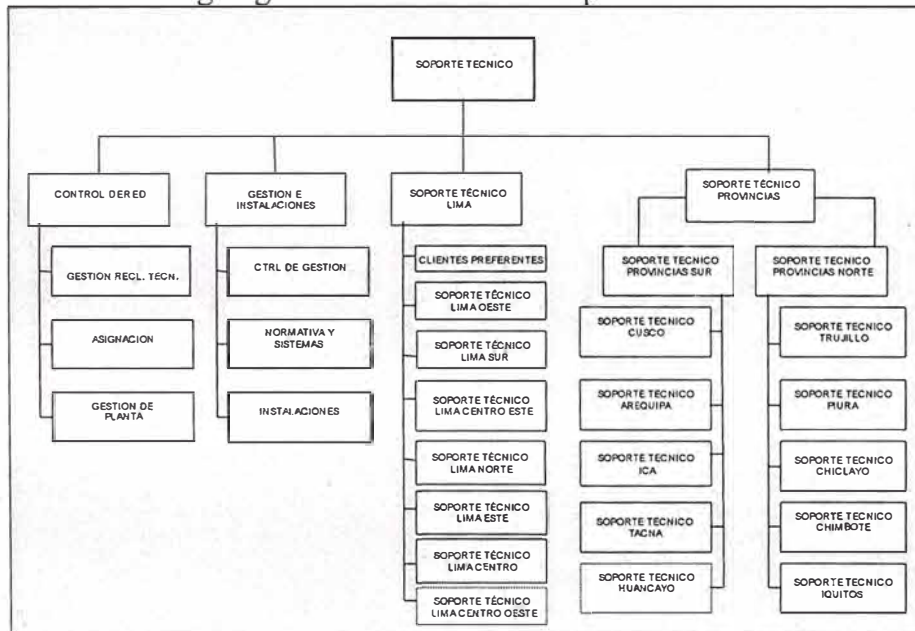 SOPORTE TECNICO
CONTROL DE RED
GESTION E
INSTALACIONES
SOPORTE TÉCNICO
LIMA
SOPORTE TÉCNICO
PROVINCIAS
GESTION RECL. TECN.
ASIGNACION
GESTION DE
PLANTA
CTRL DE GESTION
NORMATIVA Y
SISTEMAS
INSTALACIONES
CLIENTES PREFERENTES
SOPORTE TÉCNICO
LIMA OESTE
SOPORTE TÉCNICO
LIMA SUR
SOPORTE TÉCNICO
LIMA CENTRO ESTE
SOPORTE TÉCNICO
LIMA NORTE
SOPORTE TÉCNICO
LIMA ESTE
SOPORTE TÉCNICO
LIMA CENTRO
SOPORTE TÉCNICO
LIMA CENTRO OESTE
SOPORTE TECNICO
PROVINCIAS SUR
SOPORTE TECNICO
CUSCO
SOPORTE TECNICO
AREQUIPA
SOPORTE TECNICO
ICA
SOPORTE TECNICO
TACNA
SOPORTE TECNICO
HUANCAYO
SOPORTE TECNICO
PROVINCIAS NORTE
SOPORTE TECNICO
TRUJILLO
SOPORTE TECNICO
PIURA
SOPORTE TECNICO
CHICLAYO
SOPORTE TECNICO
CHIMBOTE
SOPORTE TECNICO
IQUITOS